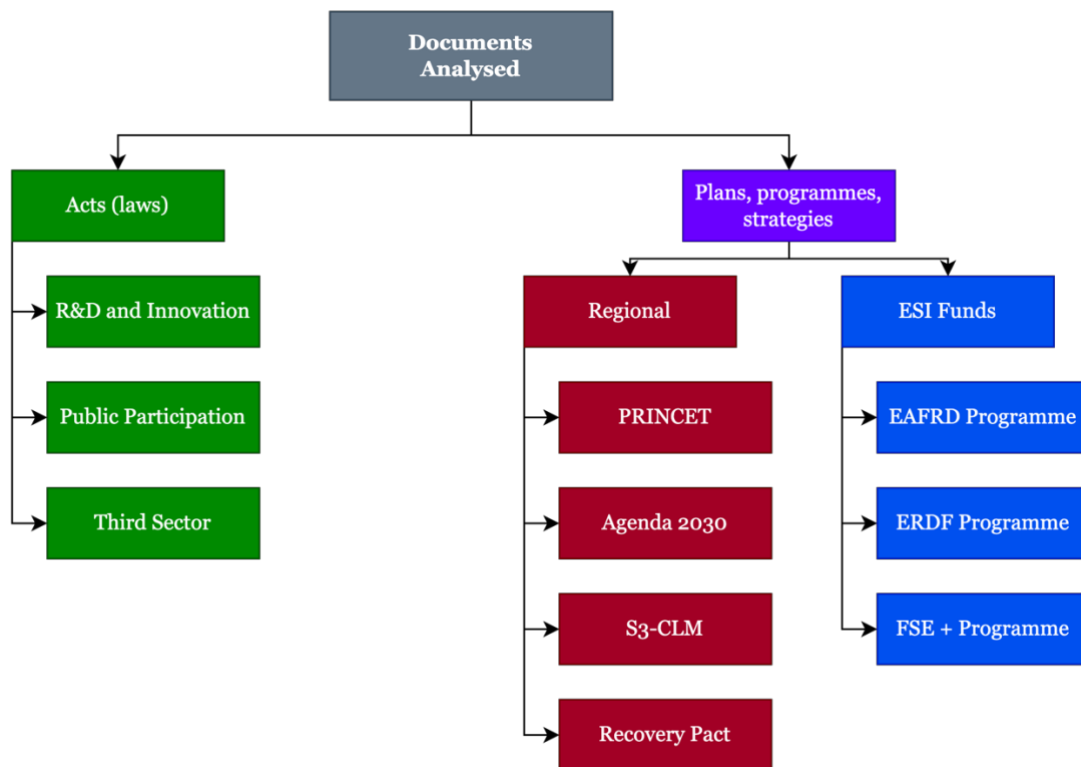 Documents
Analysed
Acts (laws)
Plans, programmes,
strategies
R&D and Innovation
Public Participation
Third Sector
Regional
PRINCET
Agenda 2030
S3-CLM
Recovery Pact
ESI Funds
EAFRD Programme
ERDF Programme
FSE + Programme